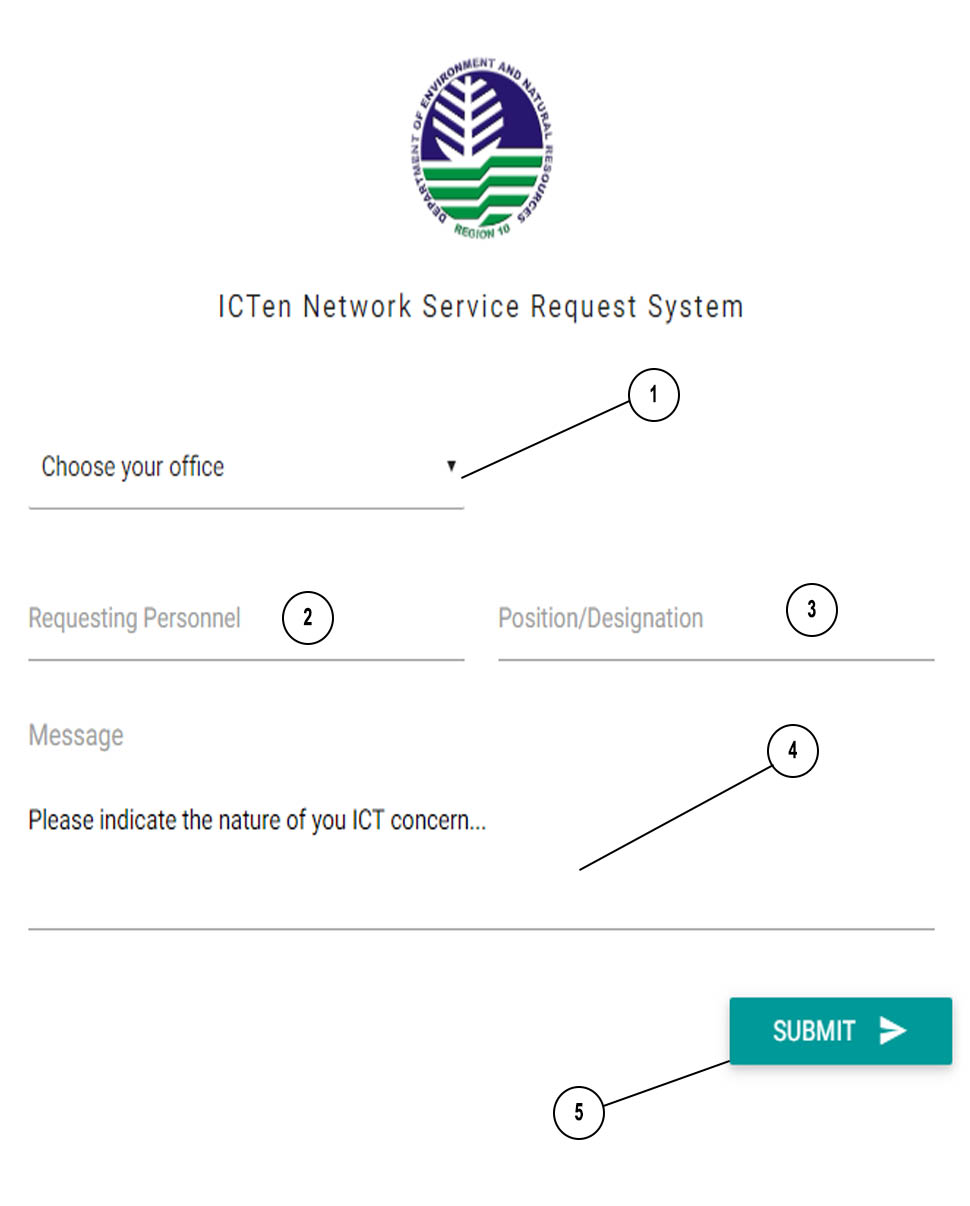 DEPARTMENT OF ENVIRONMENT AND NATURAL RESOURCES
REGION 10
ICTen Network Service Request System
1
Choose your office ▼
Requesting Personnel 2 Position/Designation 3
Message
4
Please indicate the nature of you ICT concern...
SUBMIT
5